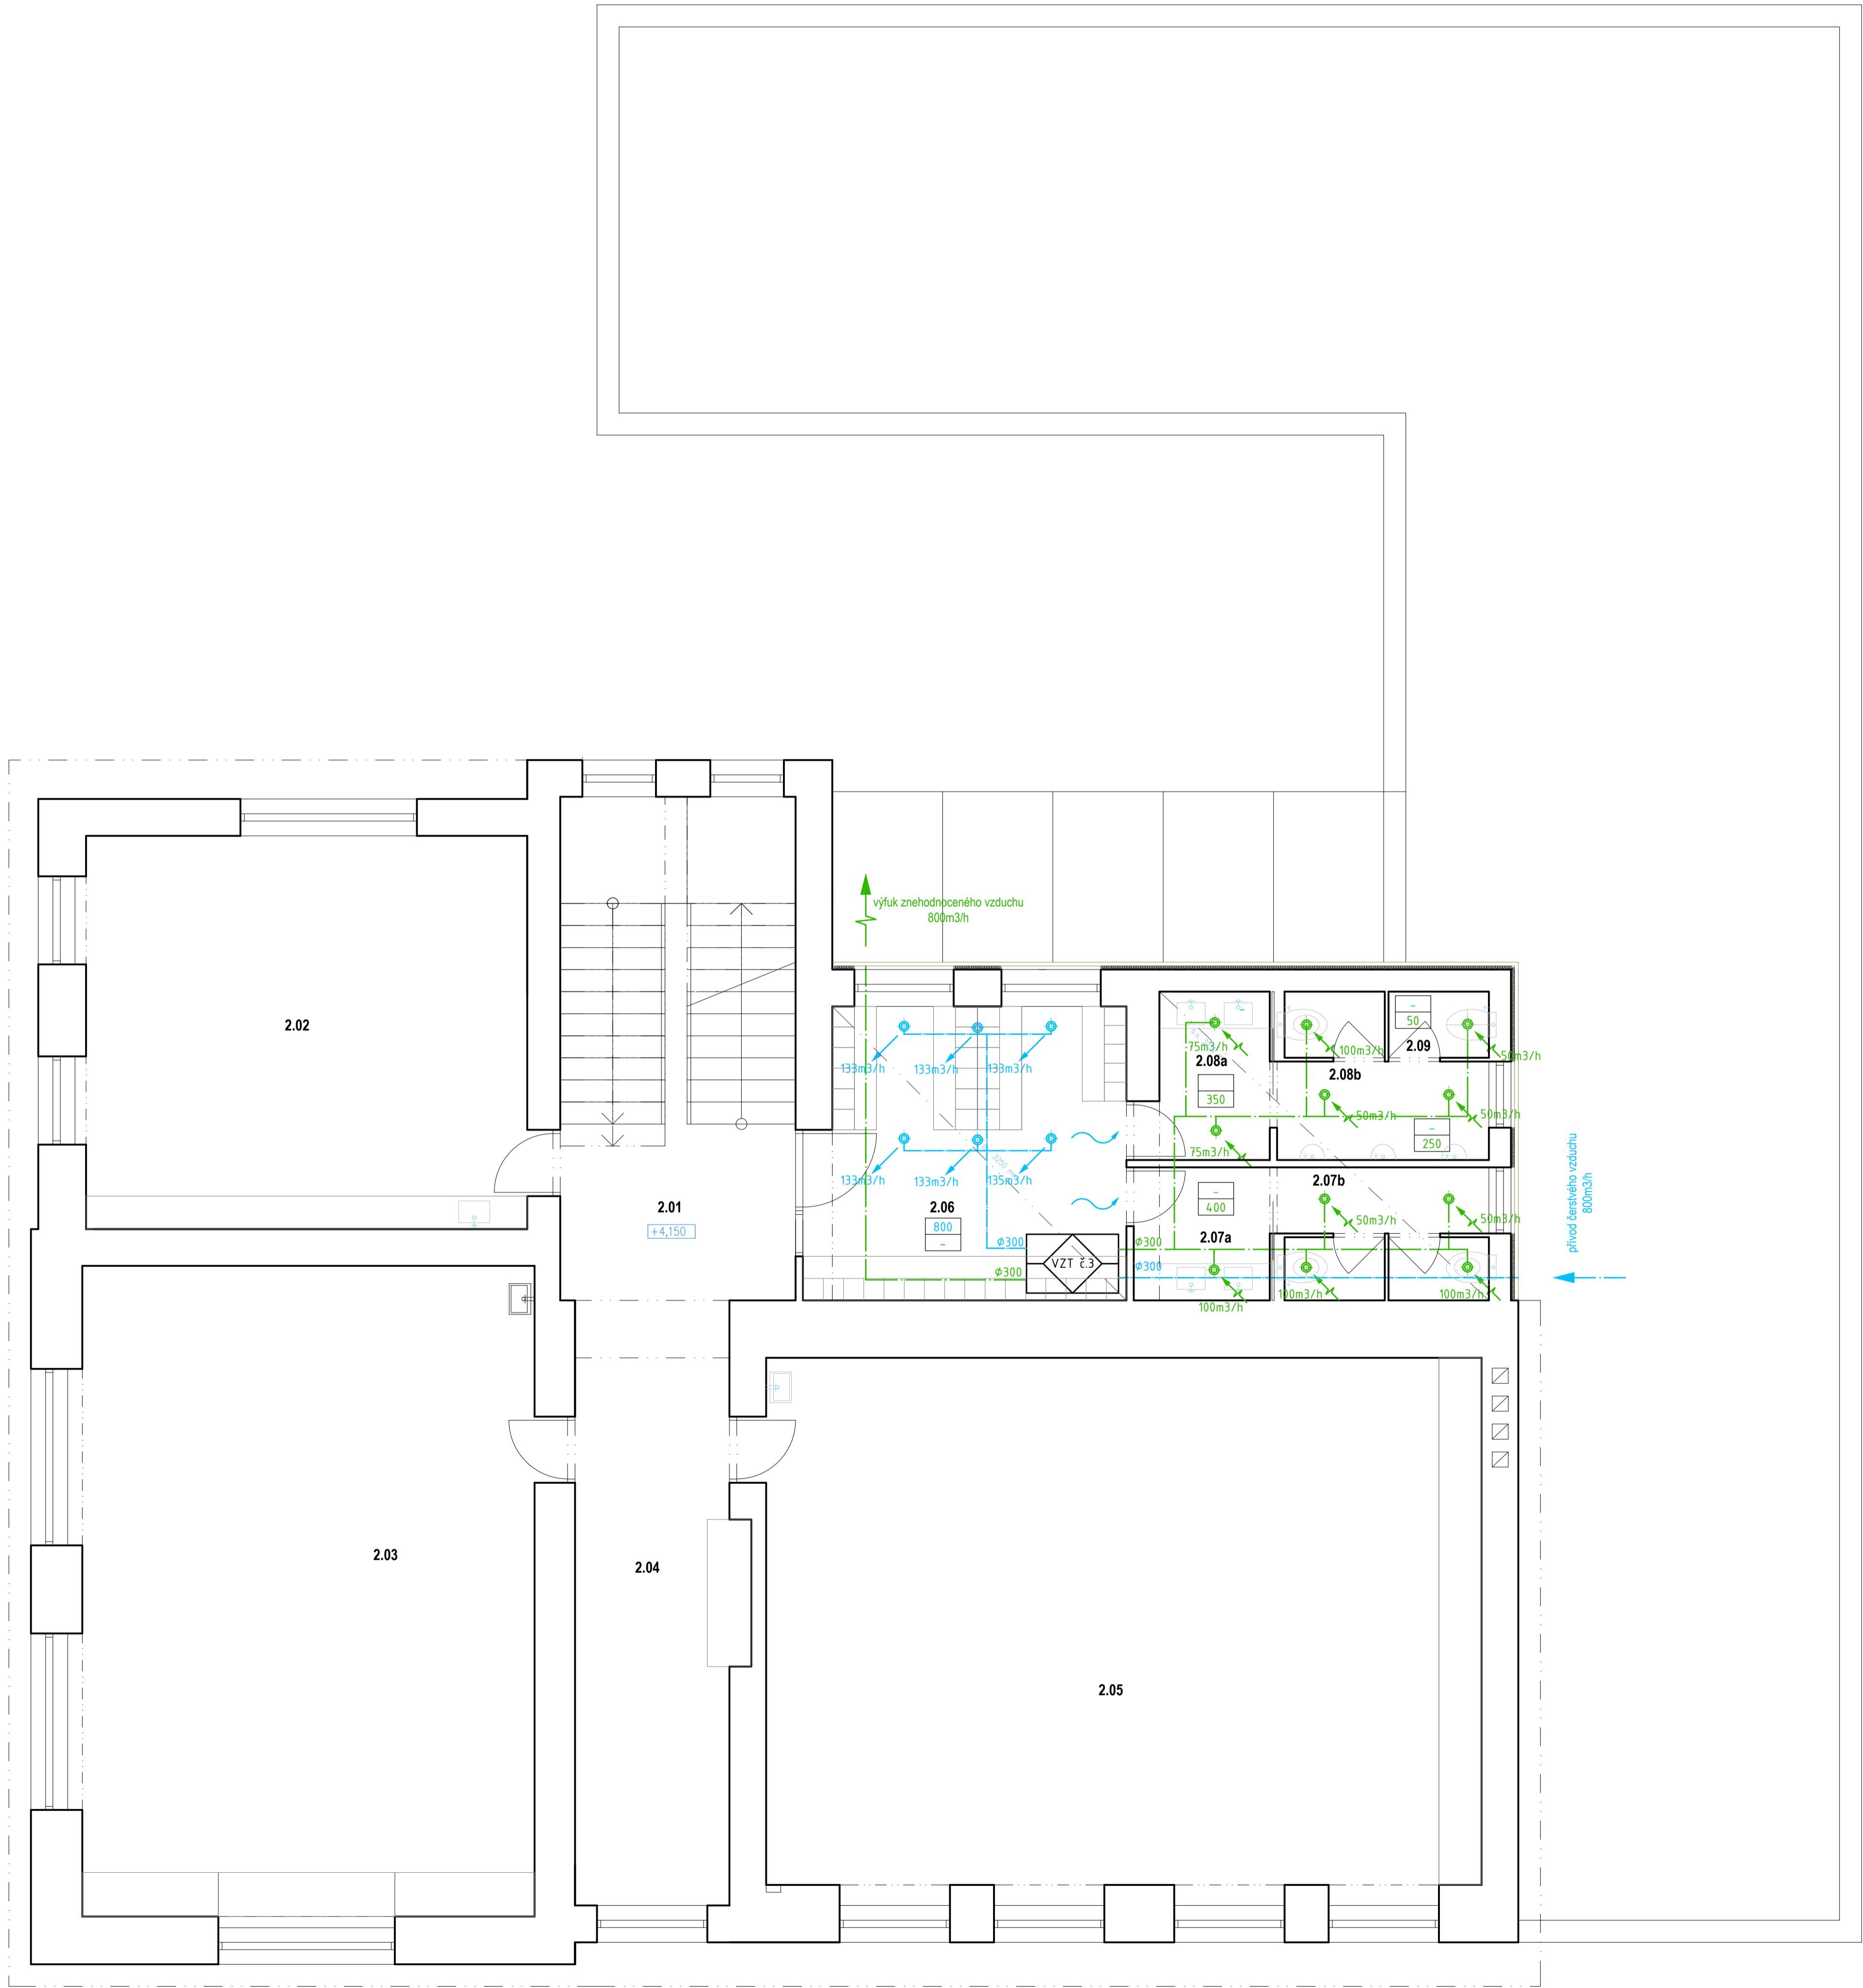 výfuk znehodnoceného vzduchu
800m3/h
2.02
133m3/h
133m3/h
133m3/h
75m3/h
2.08a
350
100m3/h
-
50
2.09
50m3/h
2.08b
50m3/h
50m3/h
-
250
75m3/h
133m3/h
133m3/h
135m3/h
přívod čerstvého vzduchu
800m3/h
2.01
+4,150
2.06
800
-
-
400
2.07b
50m3/h
50m3/h
2.07a
ø300
ø300
ø300
ø300
VZT č.3
100m3/h
100m3/h
100m3/h
2.03
2.04
2.05